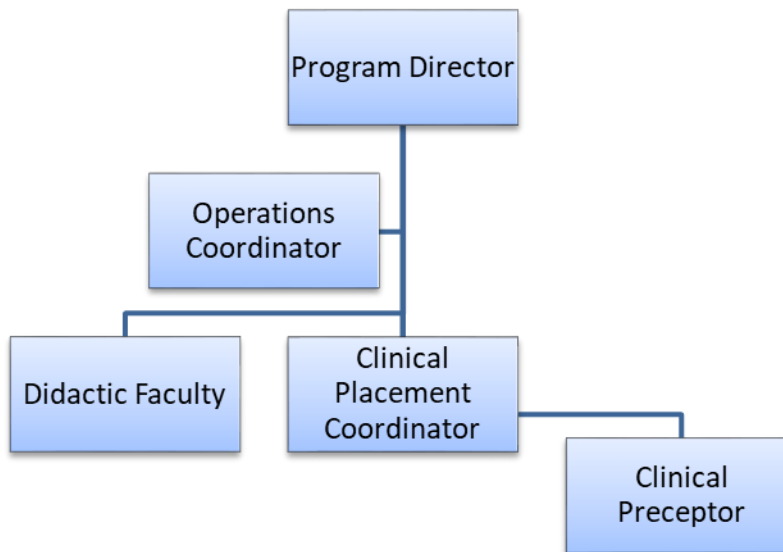 Program Director
Operations
Coordinator
Didactic Faculty
Clinical
Placement
Coordinator
Clinical
Preceptor